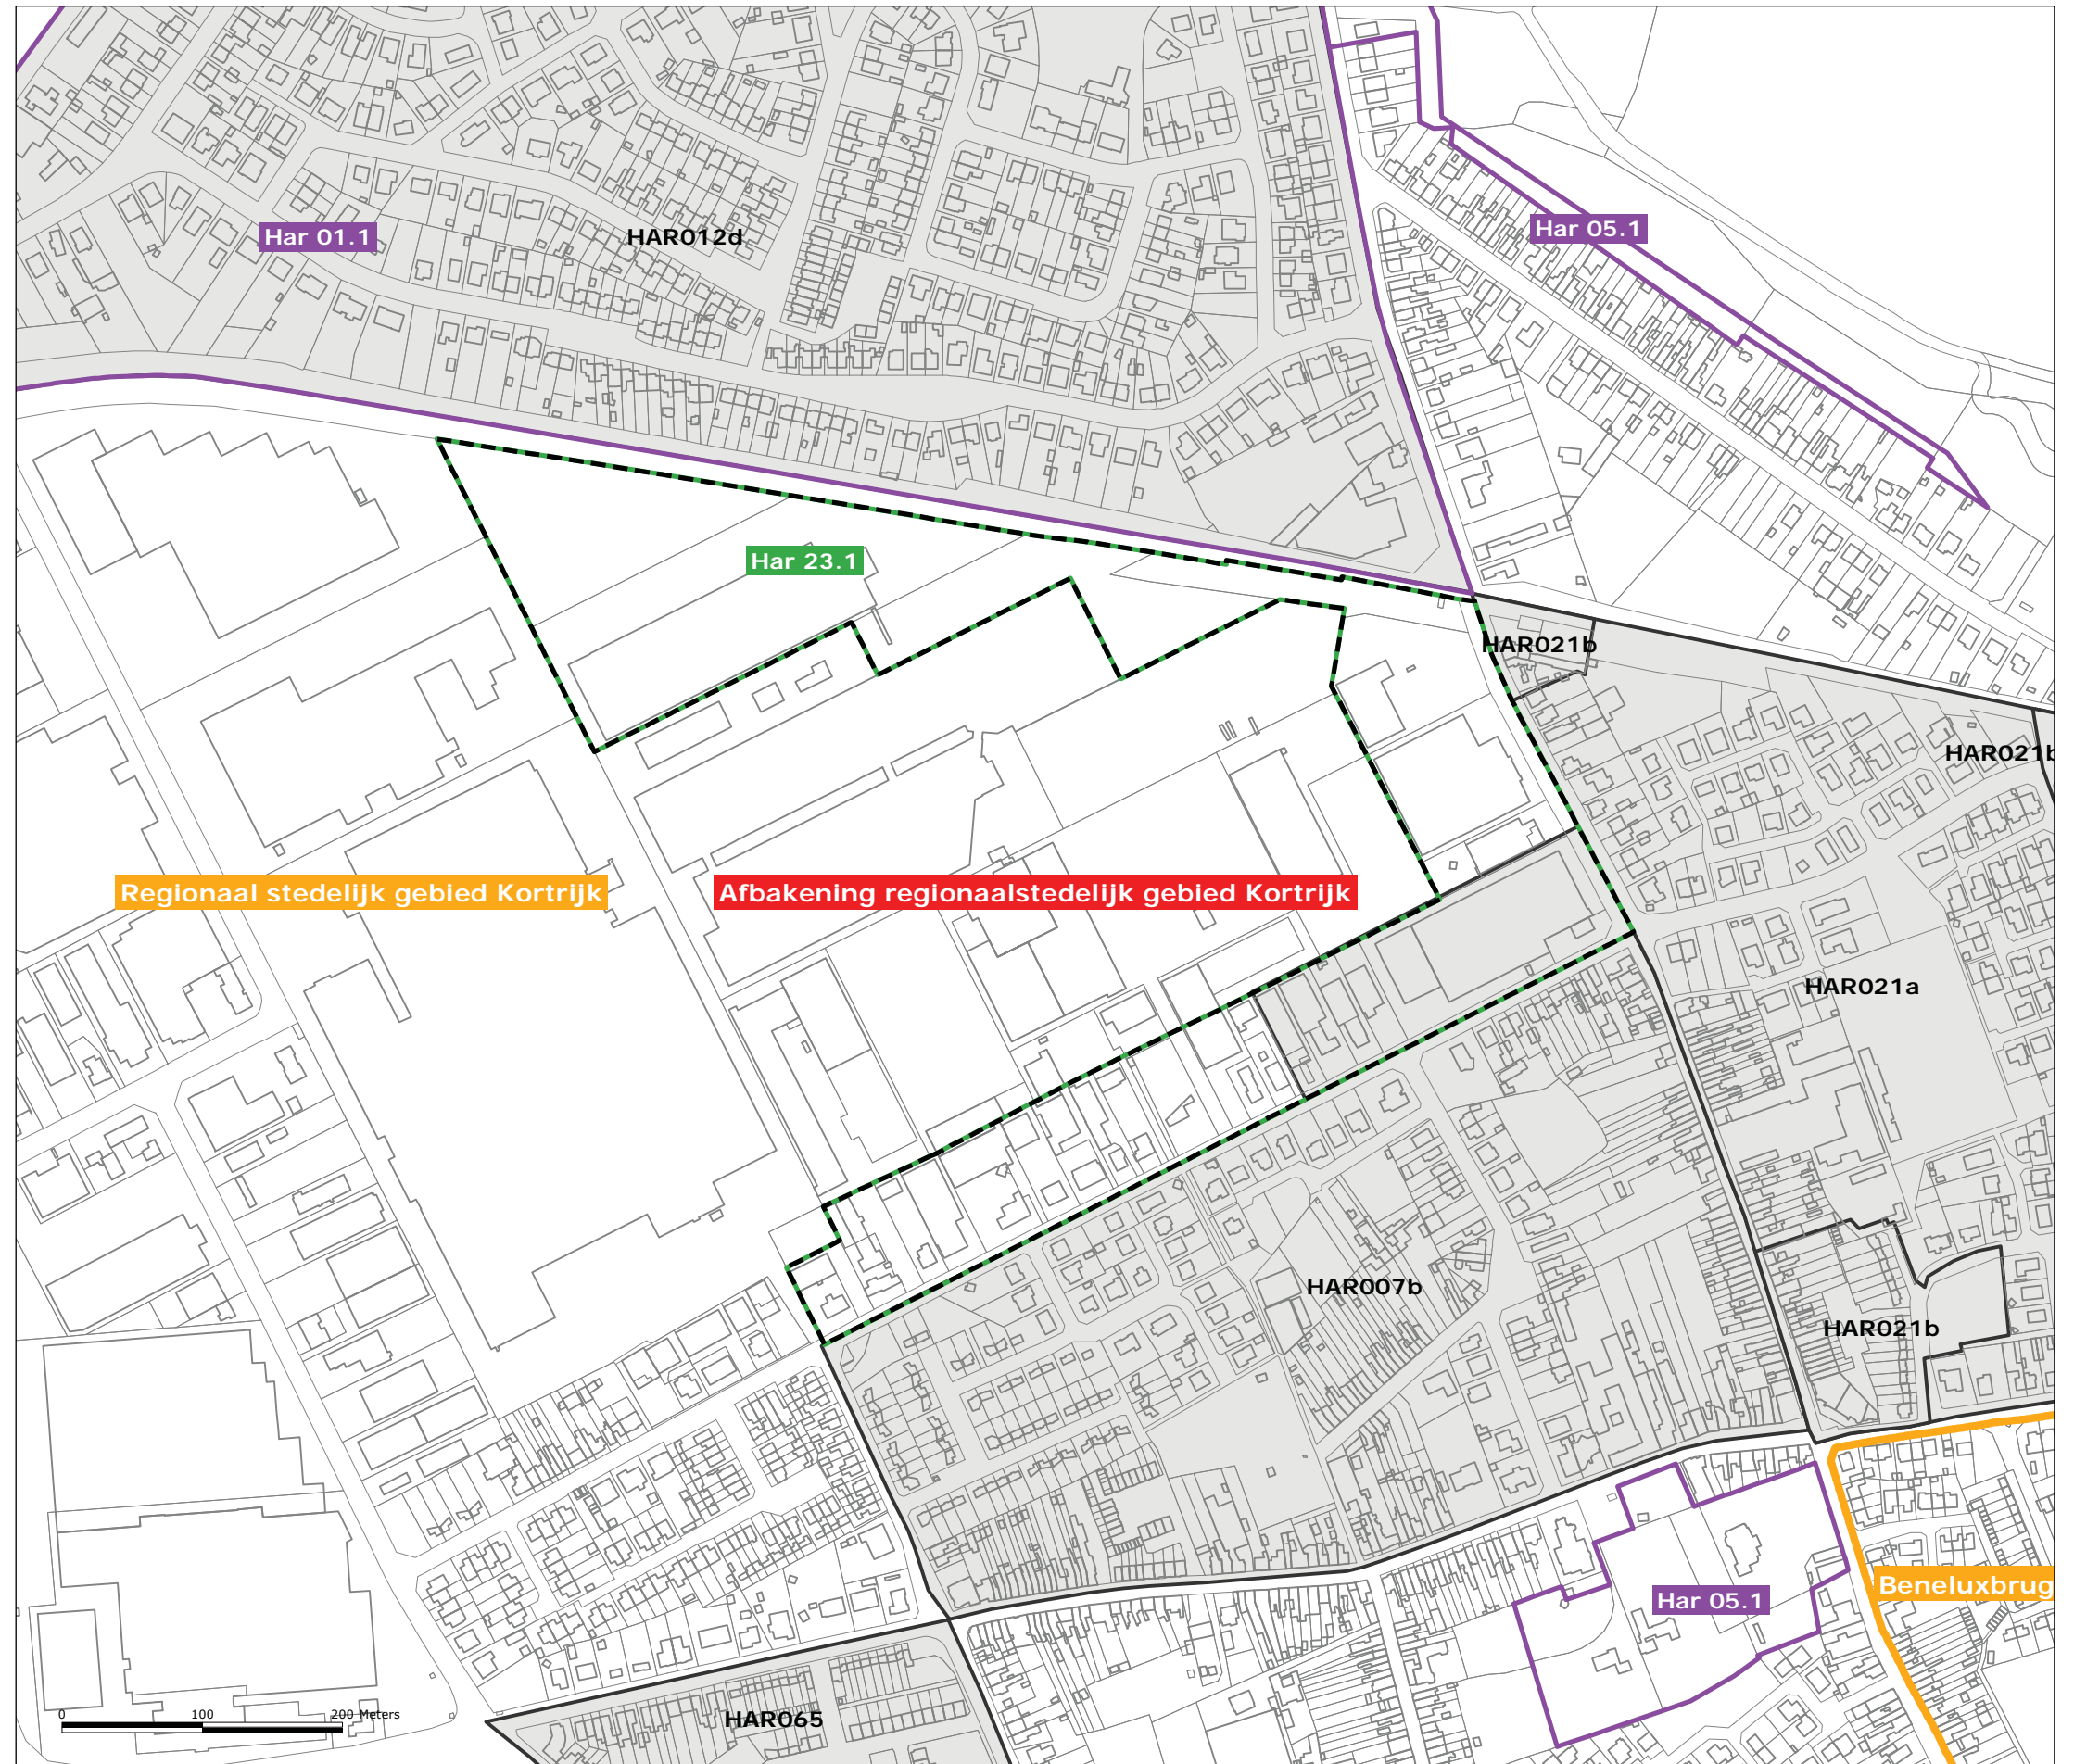 Har 01.1
HAR012d
Har 05.1
Har 23.1
HAR021b
HAR021b
Regionaal stedelijk gebied Kortrijk
Afbakening regionaalstedelijk gebied Kortrijk
HAR021a
HAR007b
HAR021b
Beneluxbrug
Har 05.1
0 100 200 Meters
HAR065